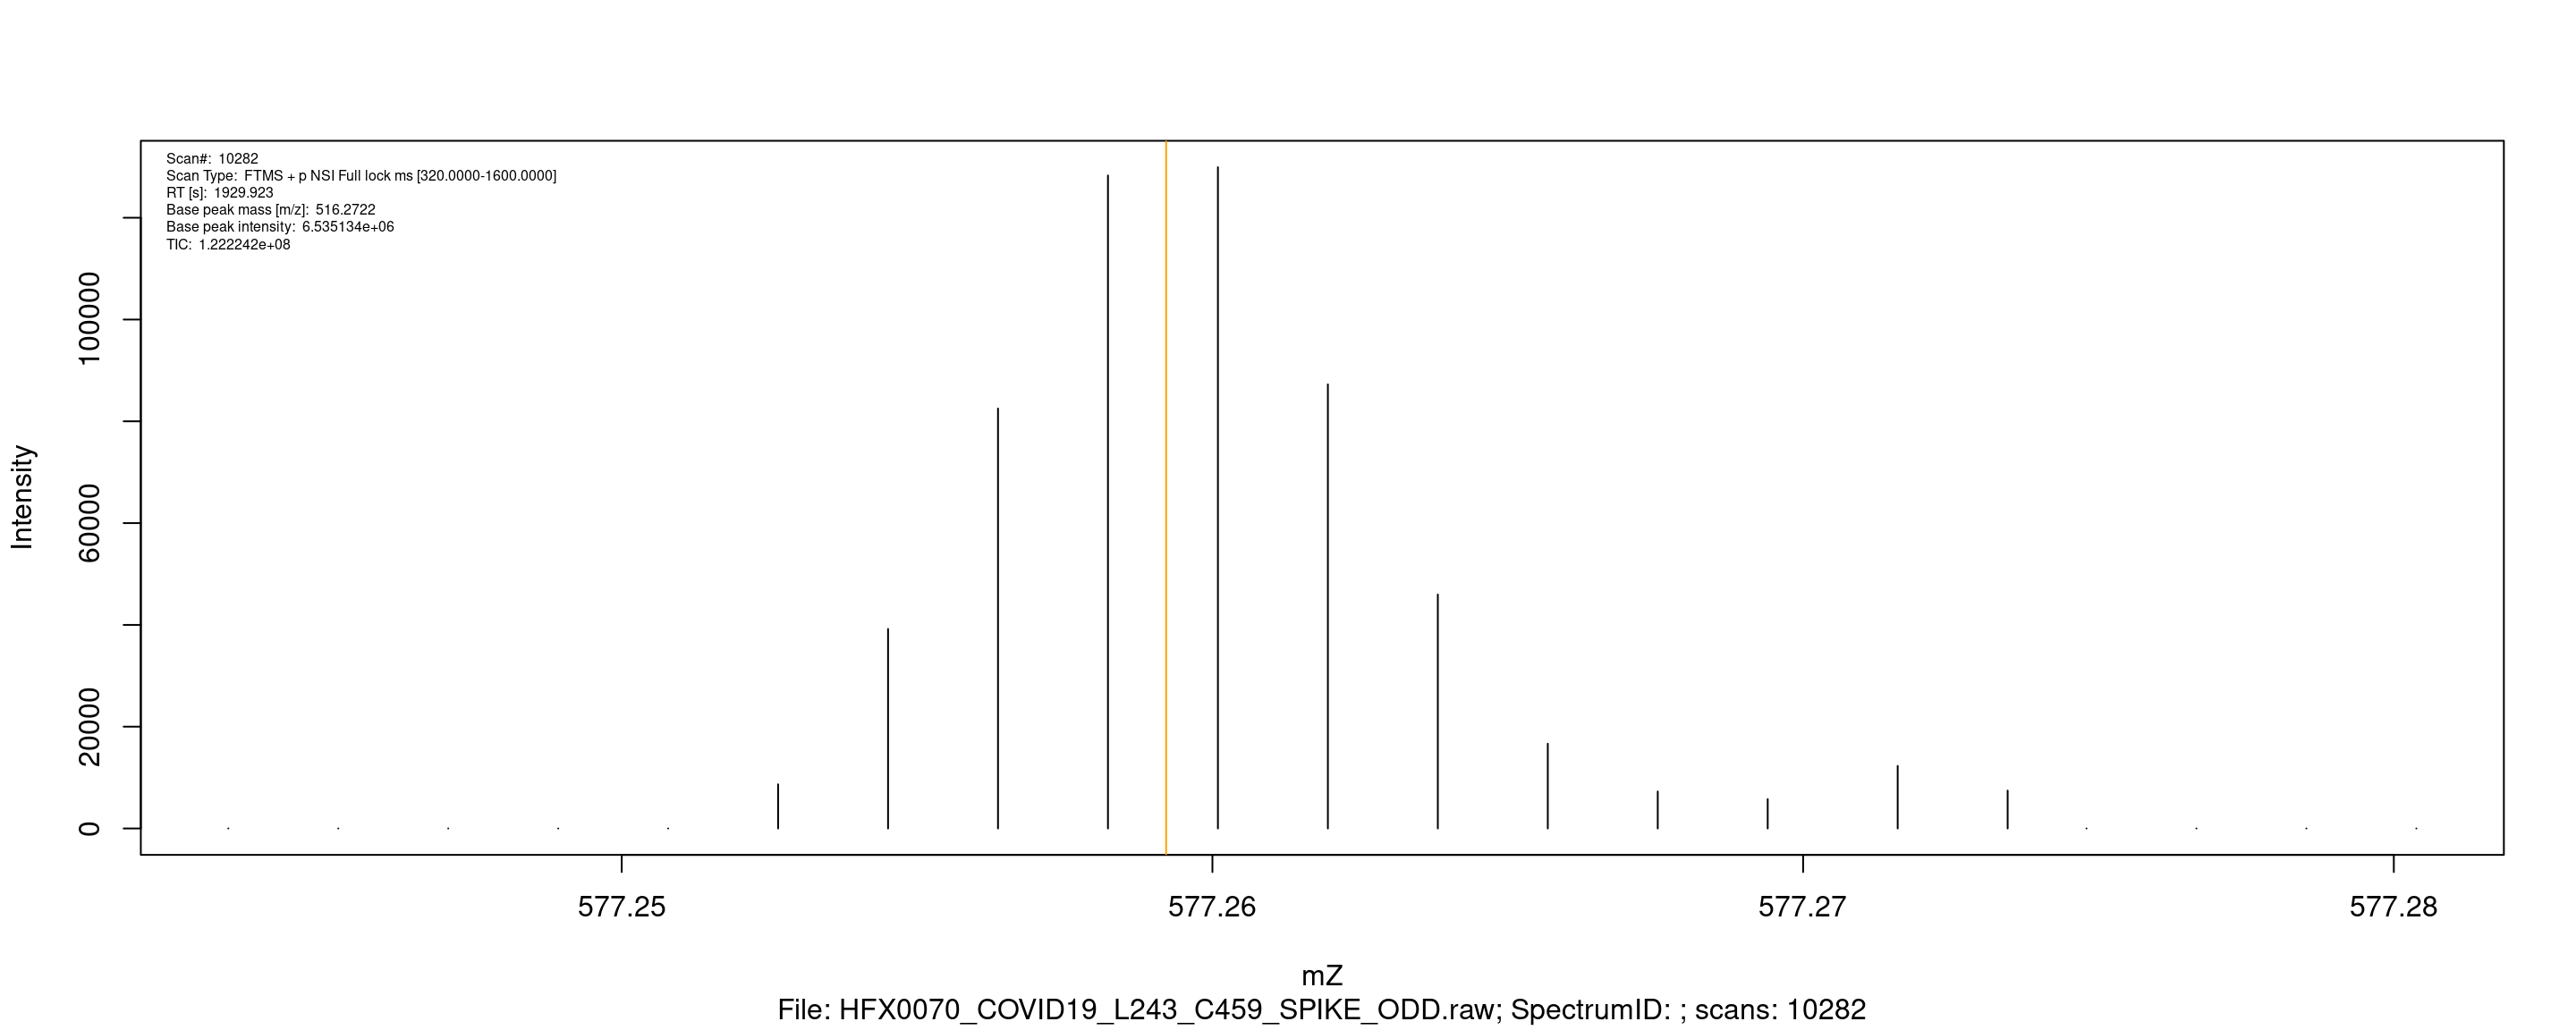 Scan#: 10282
Scan Type: FTMS + p NSI Full lock ms [320.0000-1600.0000]
RT [s]: 1929.923
Base peak mass [m/z]: 516.2722
Base peak intensity: 6.535134e+06
TIC: 1.222242e+08
Intensity
100000
60000
20000
0
577.25 577.26 577.27 577.28
mZ
File: HFX0070_COVID19_L243_C459_SPIKE_ODD.raw; SpectrumID: ; scans: 10282